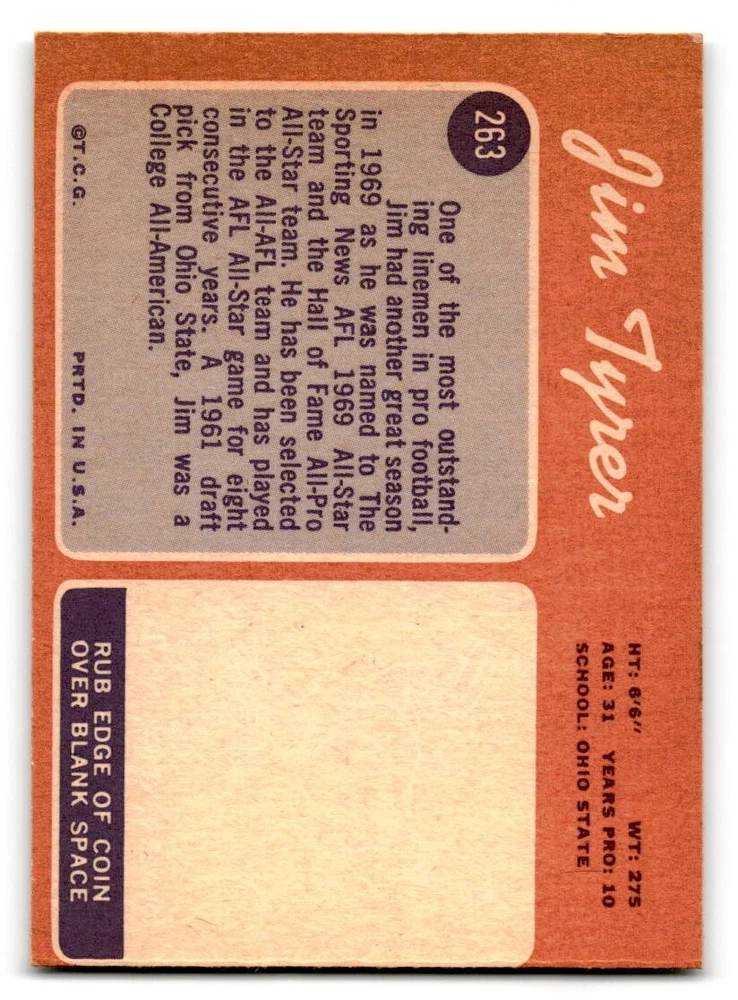 Jim Tyrer
HT: 6'6" WT: 275
AGE: 31 YEARS PRO: 10
SCHOOL: OHIO STATE
263
One of the most outstand-
ing linemen in pro football,
Jim had another great season
in 1969 as he was named to The
Sporting News AFL 1969 All-Star
team and the Hall of Fame All-Pro
All-Star team. He has been selected
to the All-AFL team and has played
in the AFL All-Star game for eight
consecutive years. A 1961 draft
pick from Ohio State, Jim was a
College All-American.
©T.C.G. PRTD. IN U.S.A.
RUB EDGE OF COIN
OVER BLANK SPACE